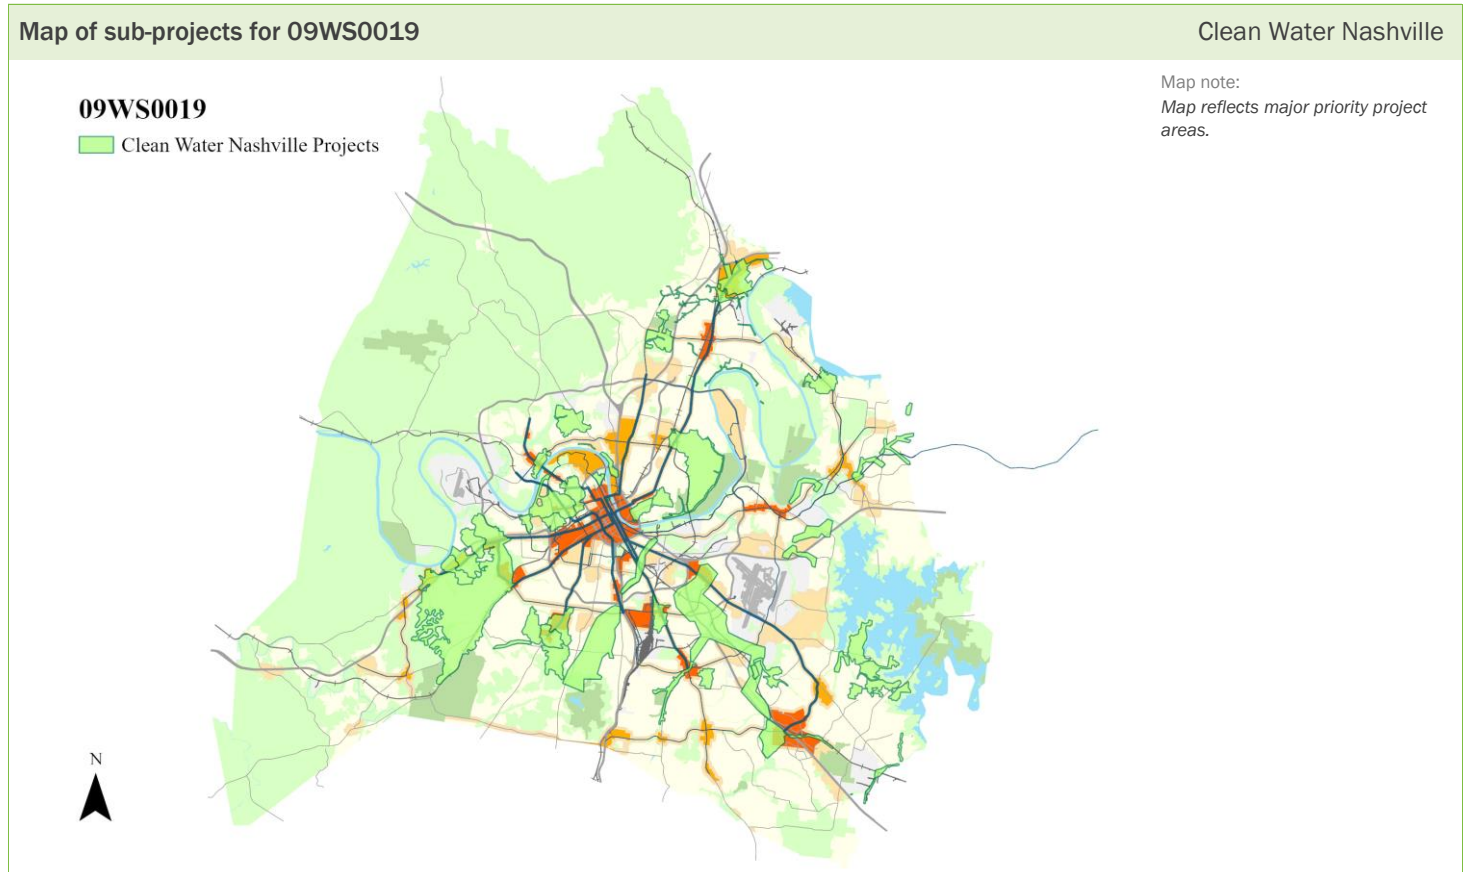 Map of sub-projects for 09WS0019
Clean Water Nashville
Map note:
Map reflects major priority project
areas.
09WS0019
Clean Water Nashville Projects
N